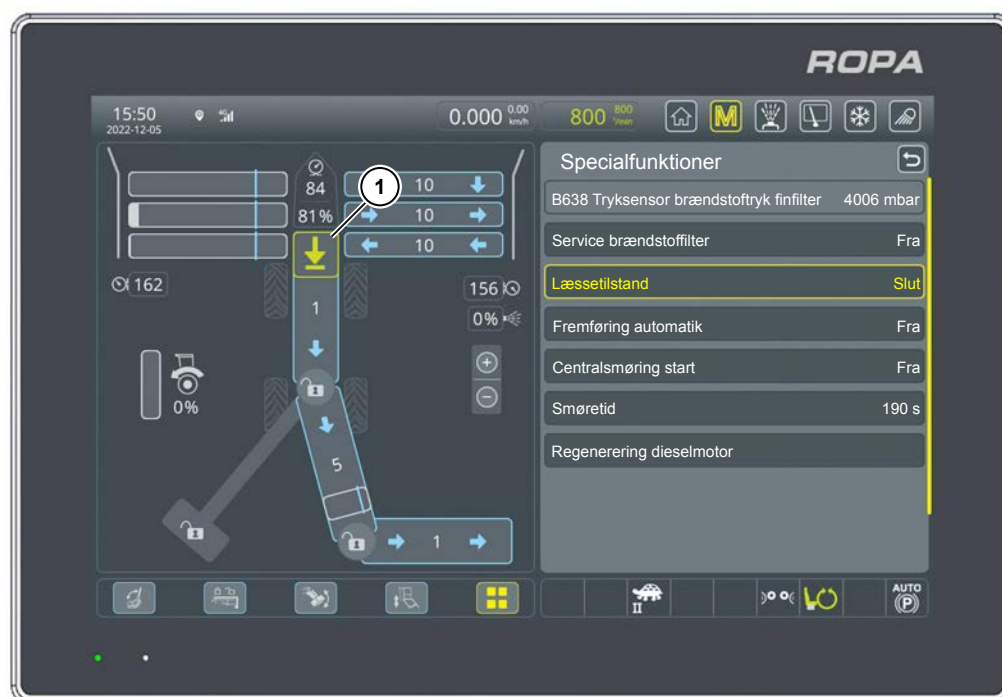 ROPA
15:50
2022-12-05
4G
0.000 0.00 km/h
800 800 1/min
M
84
81%
1
10
10
10
162
156
0%
1
0%
5
1
Specialfunktioner
B638 Tryksensor brændstoftryk finfilter 4006 mbar
Service brændstoffilter Fra
Læssetilstand Slut
Fremføring automatik Fra
Centralsmøring start Fra
Smøretid 190 s
Regenerering dieselmotor
II
AUTO
P